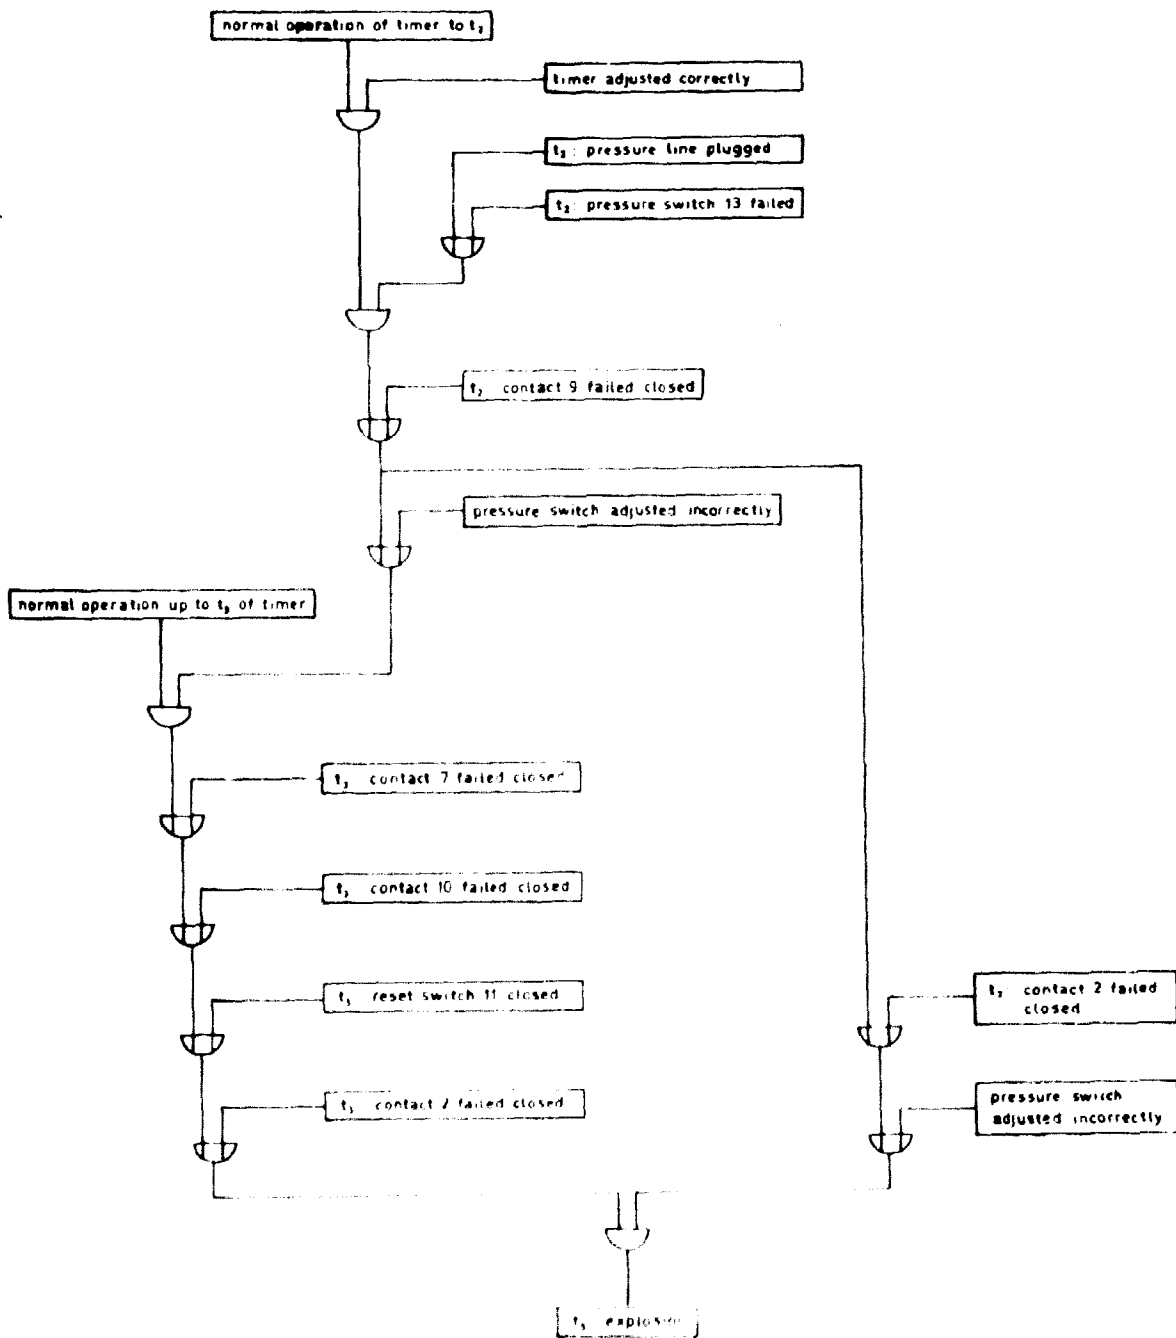 normal operation of timer to t₂
timer adjusted correctly
t₂: pressure line plugged
t₂: pressure switch 13 failed
t₂ contact 9 failed closed
pressure switch adjusted incorrectly
normal operation up to t₃ of timer
t₃ contact 7 failed closed
t₃ contact 10 failed closed
t₃ reset switch 11 closed
t₂: contact 2 failed
closed
t₃ contact 2 failed closed
pressure switch
adjusted incorrectly
t₃ explosion